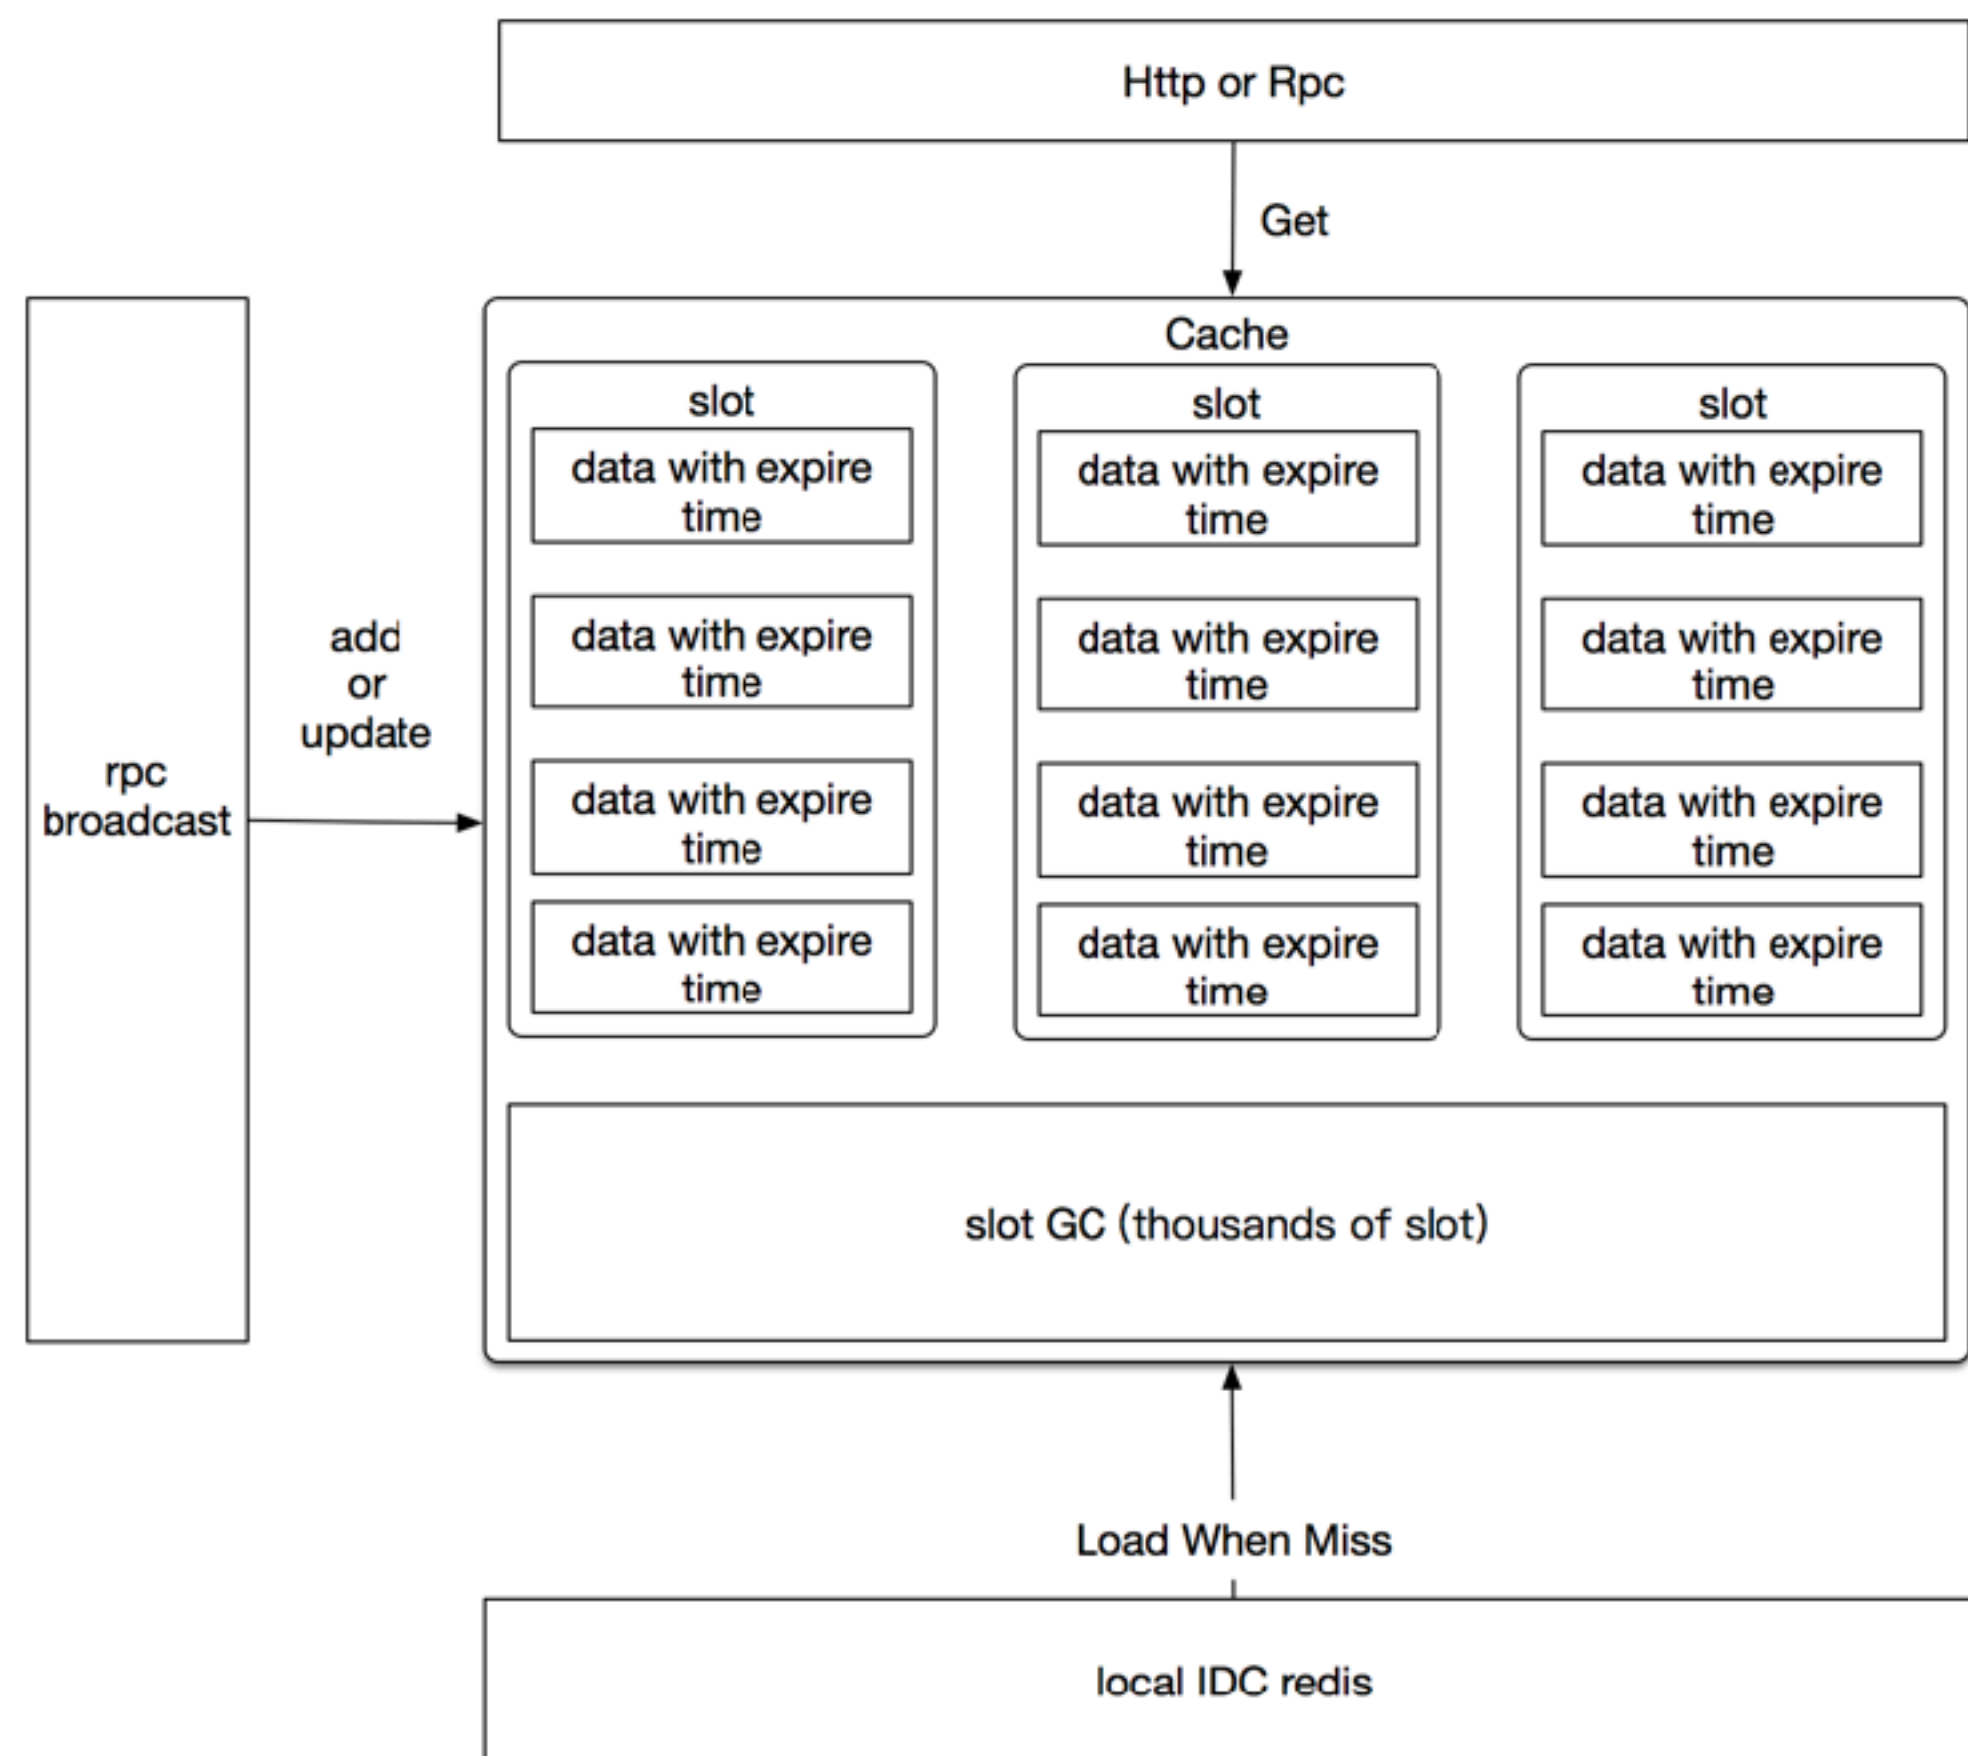 Http or Rpc
Get
Cache
slot
data with expire
time
data with expire
time
data with expire
time
data with expire
time
slot
data with expire
time
data with expire
time
data with expire
time
data with expire
time
slot
data with expire
time
data with expire
time
data with expire
time
data with expire
time
add
or
update
rpc
broadcast
slot GC (thousands of slot)
Load When Miss
local IDC redis